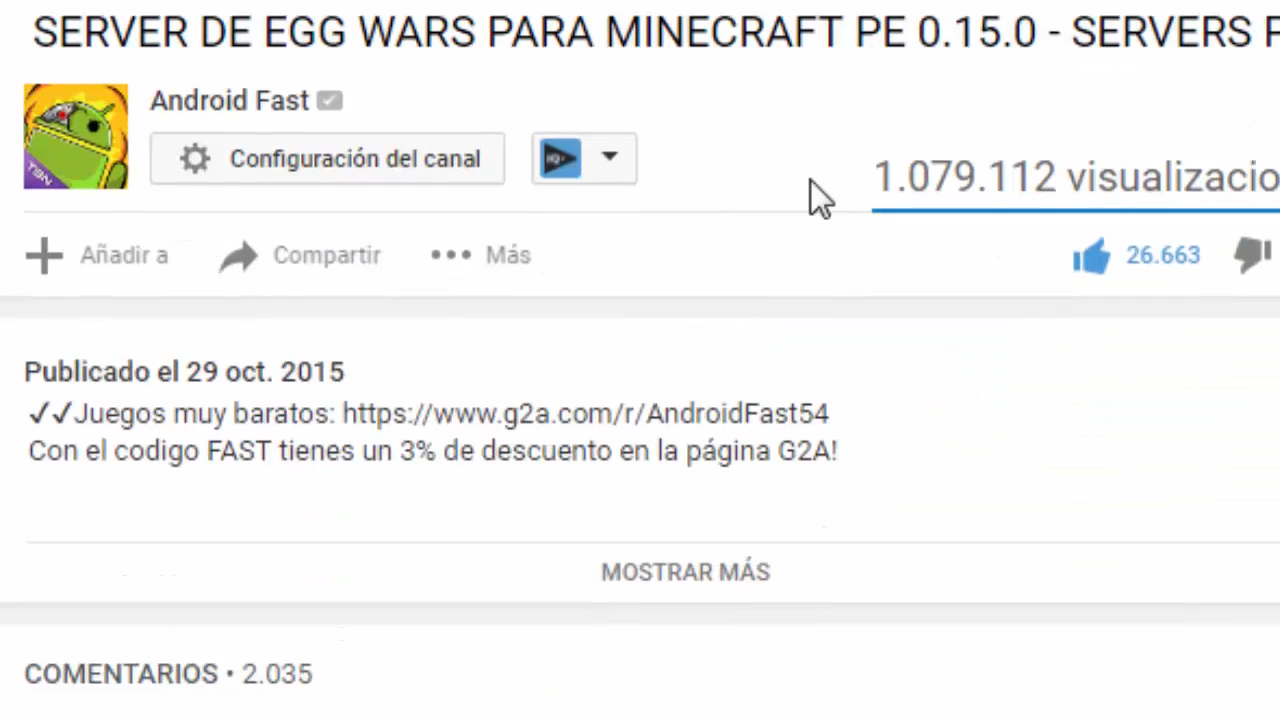 SERVER DE EGG WARS PARA MINECRAFT PE 0.15.0 - SERVERS
Android Fast
Configuración del canal
1.079.112 visualizacio
Añadir a
Compartir
Más
26.663
Publicado el 29 oct. 2015
✓✓Juegos muy baratos: https://www.g2a.com/r/AndroidFast54
Con el codigo FAST tienes un 3% de descuento en la página G2A!
MOSTRAR MÁS
COMENTARIOS • 2.035